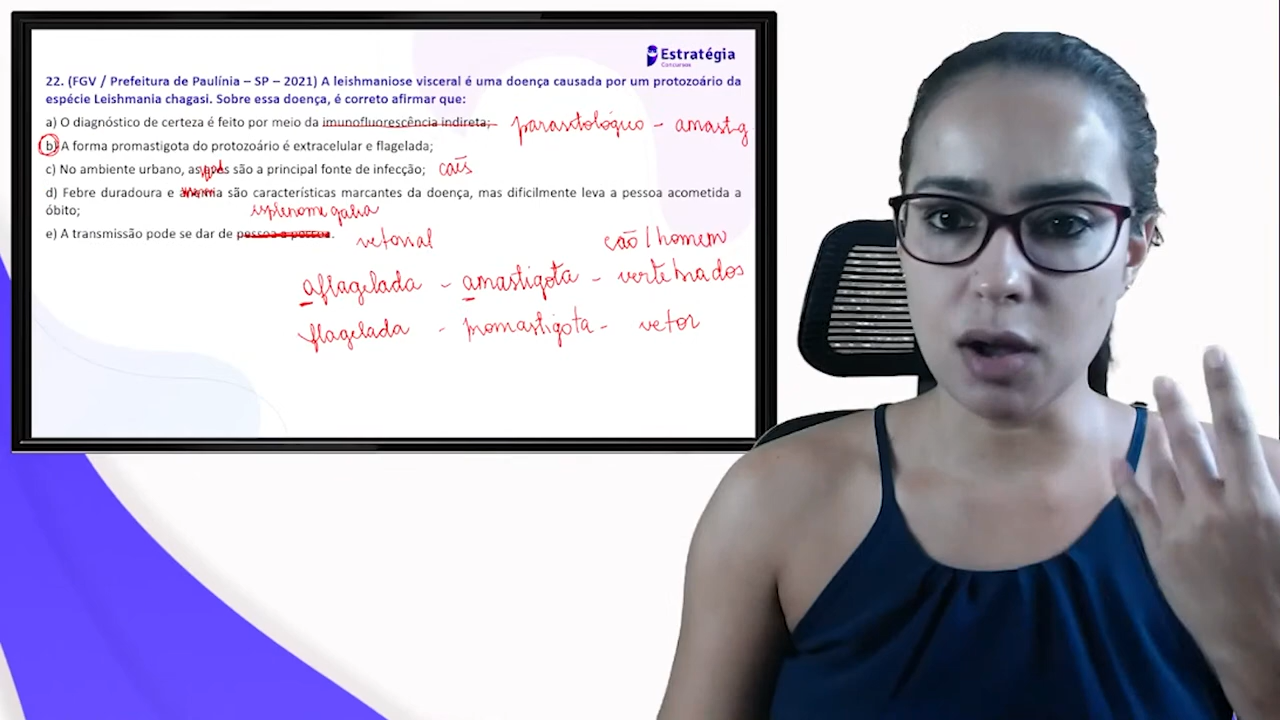 Estratégia
Concursos
22. (FGV / Prefeitura de Paulínia – SP – 2021) A leishmaniose visceral é uma doença causada por um protozoário da
espécie Leishmania chagasi. Sobre essa doença, é correto afirmar que:
a) O diagnóstico de certeza é feito por meio da imunofluorescência indireta; parasitológico - amastig
b) A forma promastigota do protozoário é extracelular e flagelada;
c) No ambiente urbano, as são a principal fonte de infecção; cães
d) Febre duradoura e anemia são características marcantes da doença, mas dificilmente leva a pessoa acometida a
óbito; esplenomegalia
e) A transmissão pode se dar de pessoa a pessoa. vetorial cão/homem
aflagelada - amastigota - vertebrados
flagelada - promastigota - vetor